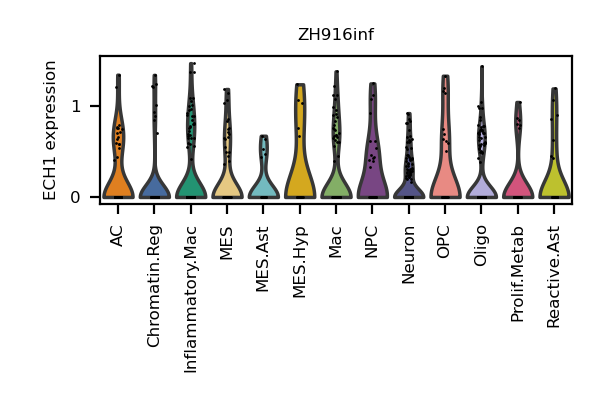 ZH916inf
ECH1 expression
1
0
AC
Chromatin.Reg
Inflammatory.Mac
MES
MES.Ast
MES.Hyp
Mac
NPC
Neuron
OPC
Oligo
Prolif.Metab
Reactive.Ast